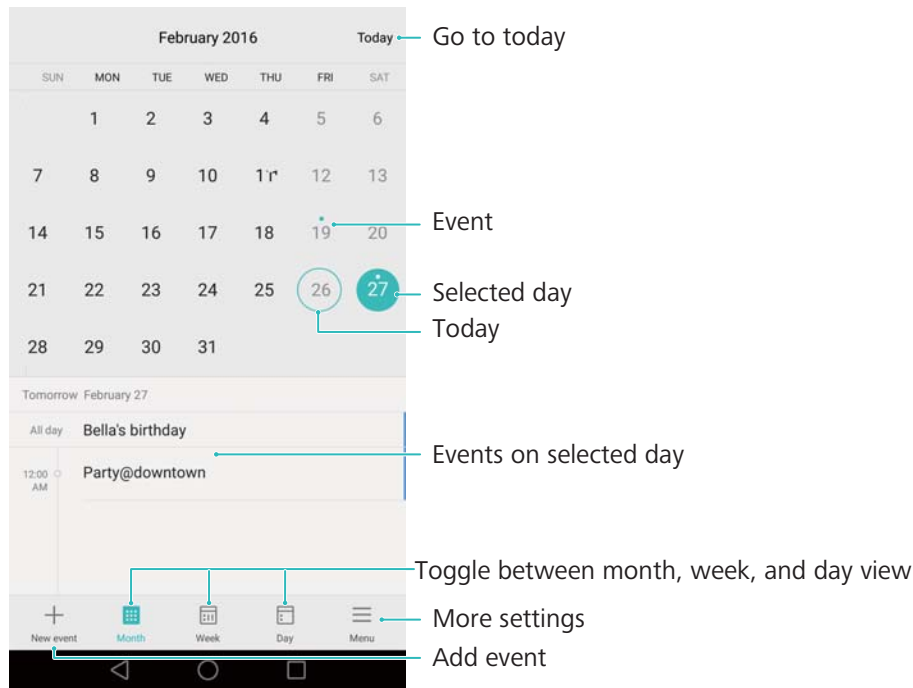 February 2016 Today Go to today
SUN MON TUE WED THU FRI SAT
1 2 3 4 5 6
7 8 9 10 12 13
Event
14 15 16 17 18 19 20
21 22 23 24 25 26 27 Selected day
Today
28 29 30 31
Tomorrow February 27
All day Bella's birthday
Events on selected day
12:00 AM Party@downtown
Toggle between month, week, and day view
More settings
New event Month Week Day Menu
Add event